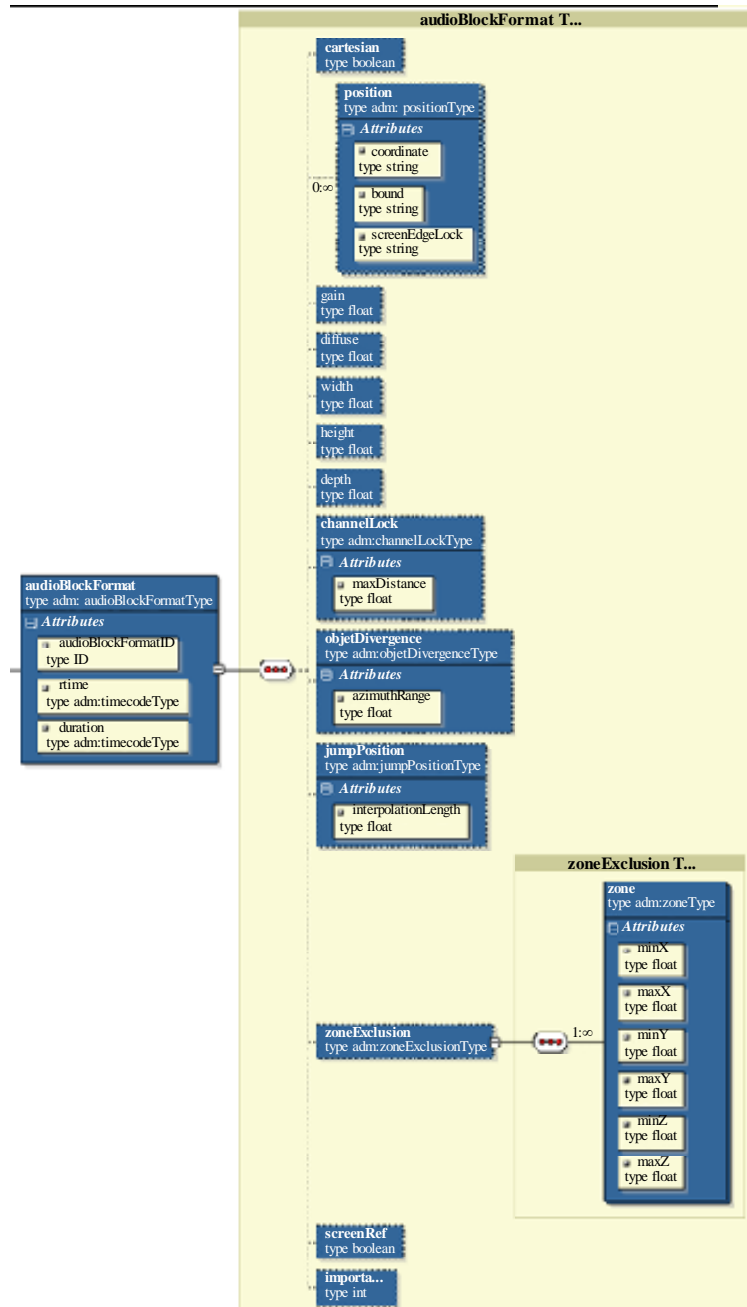 audioBlockFormat T...
cartesian
type boolean
position
type adm: positionType
Attributes
coordinate
type string
bound
type string
0:∞
screenEdgeLock
type string
gain
type float
diffuse
type float
width
type float
height
type float
depth
type float
channelLock
type adm:channelLockType
Attributes
maxDistance
type float
audioBlockFormat
type adm: audioBlockFormatType
Attributes
audioBlockFormatID
type ID
rtime
type adm:timecodeType
duration
type adm:timecodeType
objetDivergence
type adm:objetDivergenceType
Attributes
azimuthRange
type float
jumpPosition
type adm:jumpPositionType
Attributes
interpolationLength
type float
zoneExclusion T...
zone
type adm:zoneType
Attributes
minX
type float
maxX
type float
zoneExclusion
type adm:zoneExclusionType
1:∞
minY
type float
maxY
type float
minZ
type float
maxZ
type float
screenRef
type boolean
importa...
type int